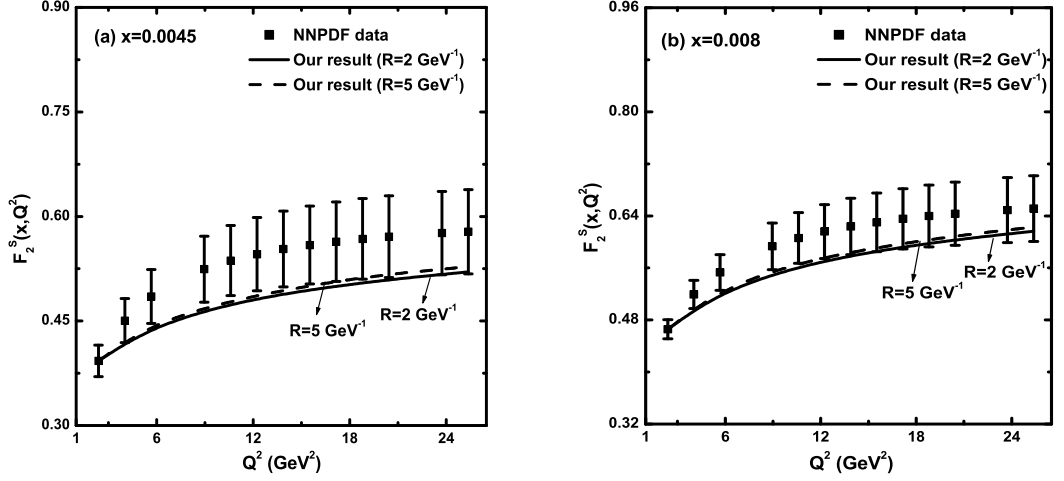 (a) x=0.0045
NNPDF data
Our result (R=2 GeV⁻¹)
Our result (R=5 GeV⁻¹)
0.90
0.75
0.60
0.45
0.30
F₂ˢ(x,Q²)
R=5 GeV⁻¹
R=2 GeV⁻¹
1 6 12 18 24
Q² (GeV²)
(b) x=0.008
NNPDF data
Our result (R=2 GeV⁻¹)
Our result (R=5 GeV⁻¹)
0.96
0.80
0.64
0.48
0.32
F₂ˢ(x,Q²)
R=2 GeV⁻¹
R=5 GeV⁻¹
1 6 12 18 24
Q² (GeV²)